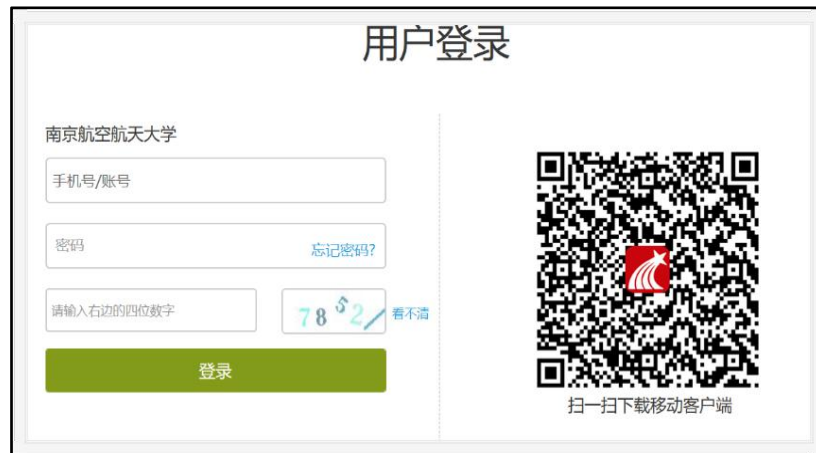 用户登录
南京航空航天大学
手机号/账号
密码 忘记密码?
请输入右边的四位数字 7852 看不清
登录
扫一扫下载移动客户端